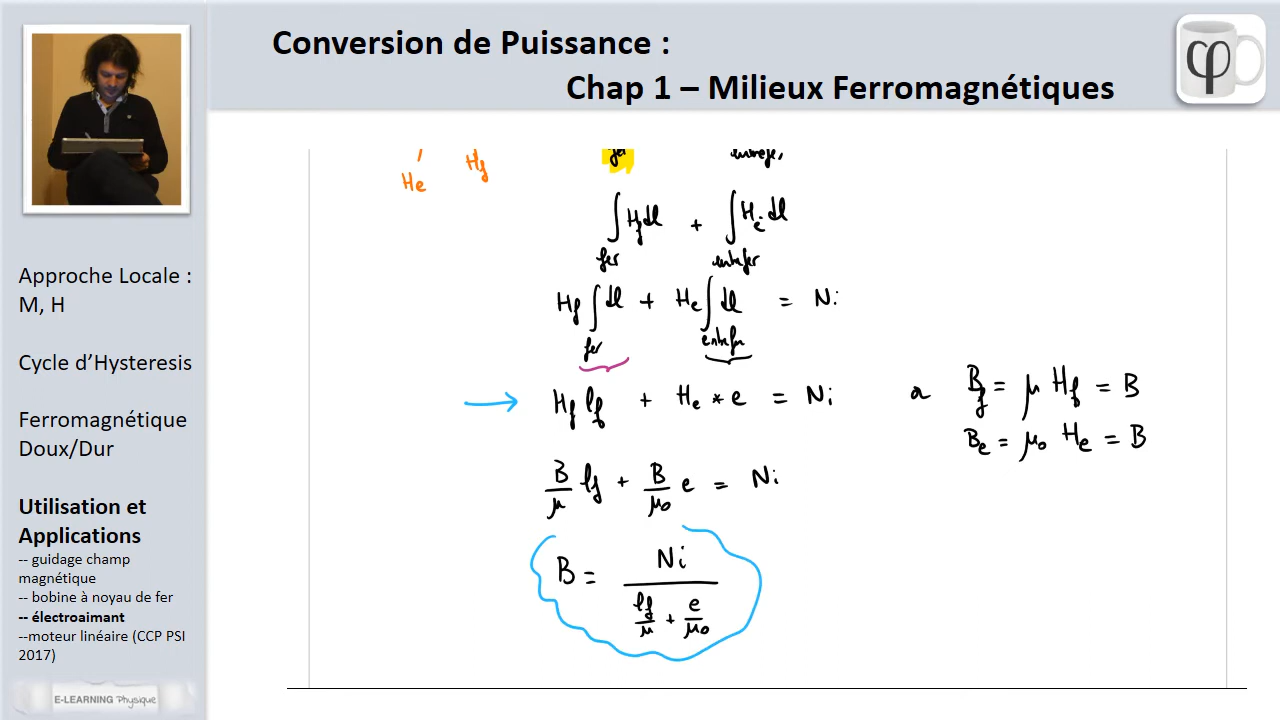 Conversion de Puissance :
Chap 1 – Milieux Ferromagnétiques
φ
Approche Locale :
M, H
Cycle d'Hysteresis
Ferromagnétique
Doux/Dur
Utilisation et
Applications
-- guidage champ
magnétique
-- bobine à noyau de fer
-- électroaimant
--moteur linéaire (CCP PSI
2017)
E-LEARNING Physique
He Hf
fer
∫ Hf dl + ∫ He dl
fer entrefer
Hf ∫ dl + He ∫ dl = Ni
fer entrefer
Hf lf + He * e = Ni
Bf = μ Hf = B
Be = μ0 He = B
B/μ lf + B/μ0 e = Ni
B = Ni / (lf/μ + e/μ0)